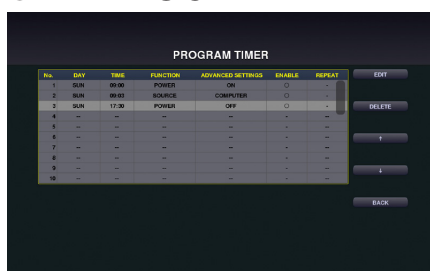 PROGRAM TIMER
No. DAY TIME FUNCTION ADVANCED SETTINGS ENABLE REPEAT
1 SUN 09:00 POWER ON ○ -
2 SUN 09:03 SOURCE COMPUTER ○ -
3 SUN 17:30 POWER OFF ○ -
4 -- -- -- -- - -
5 -- -- -- -- - -
6 -- -- -- -- - -
7 -- -- -- -- - -
8 -- -- -- -- - -
9 -- -- -- -- - -
10 -- -- -- -- - -
EDIT
DELETE
↑
↓
BACK